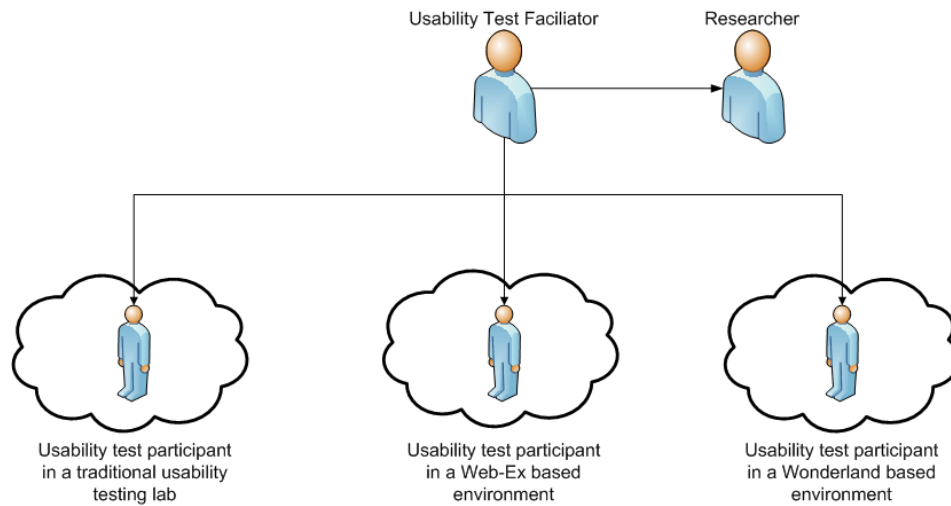 Usability Test Faciliator
Researcher
Usability test participant
in a traditional usability
testing lab
Usability test participant
in a Web-Ex based
environment
Usability test participant
in a Wonderland based
environment